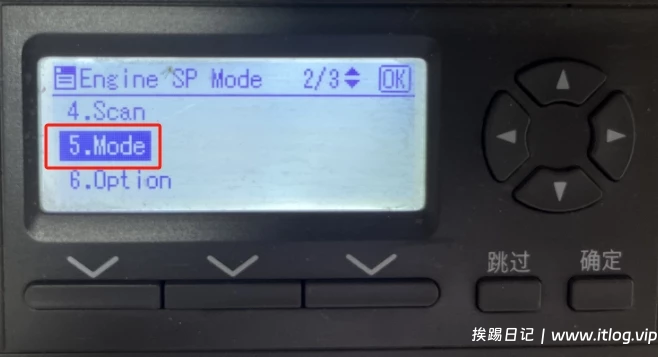 Engine SP Mode 2/3 OK
4.Scan
5.Mode
6.Option
跳过 确定
挨踢日记 | www.itlog.vip